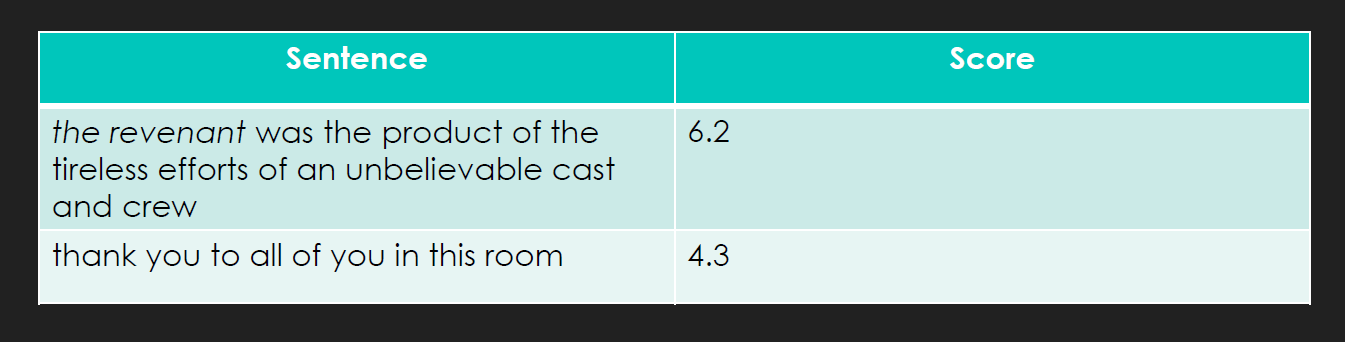 Sentence
Score
the revenant was the product of the
tireless efforts of an unbelievable cast
and crew
6.2
thank you to all of you in this room
4.3